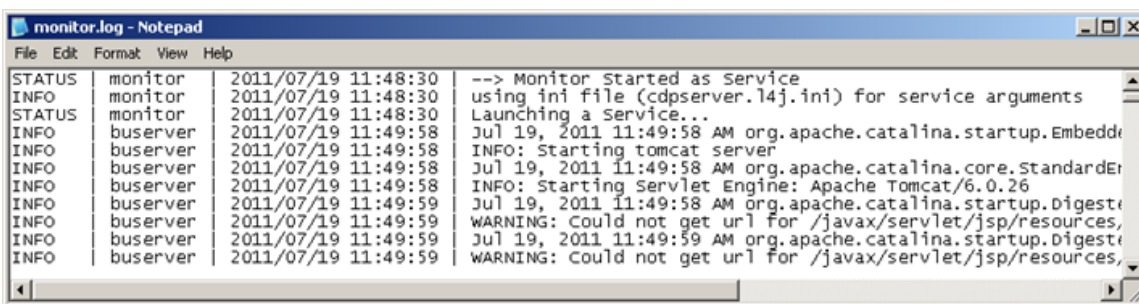 monitor.log - Notepad
File Edit Format View Help
STATUS | monitor | 2011/07/19 11:48:30 | --> Monitor Started as Service
INFO | monitor | 2011/07/19 11:48:30 | using ini file (cdpserver.l4j.ini) for service arguments
STATUS | monitor | 2011/07/19 11:48:30 | Launching a Service...
INFO | buserver | 2011/07/19 11:49:58 | Jul 19, 2011 11:49:58 AM org.apache.catalina.startup.Embedde
INFO | buserver | 2011/07/19 11:49:58 | INFO: Starting tomcat server
INFO | buserver | 2011/07/19 11:49:58 | Jul 19, 2011 11:49:58 AM org.apache.catalina.core.StandardEr
INFO | buserver | 2011/07/19 11:49:58 | INFO: Starting Servlet Engine: Apache Tomcat/6.0.26
INFO | buserver | 2011/07/19 11:49:59 | Jul 19, 2011 11:49:58 AM org.apache.catalina.startup.Digeste
INFO | buserver | 2011/07/19 11:49:59 | WARNING: Could not get url for /javax/servlet/jsp/resources,
INFO | buserver | 2011/07/19 11:49:59 | Jul 19, 2011 11:49:59 AM org.apache.catalina.startup.Digeste
INFO | buserver | 2011/07/19 11:49:59 | WARNING: Could not get url for /javax/servlet/jsp/resources,